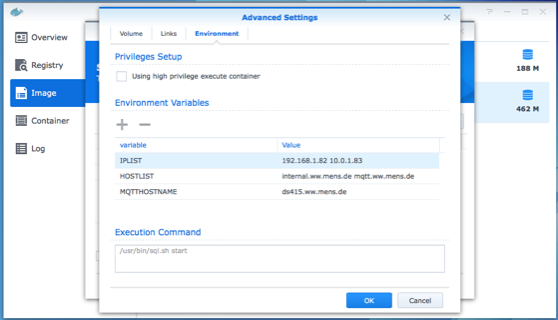 Advanced Settings
Volume Links Environment
Overview
Registry
Image
Container
Log
Privileges Setup
Using high privilege execute container
Environment Variables
variable Value
IPLIST 192.168.1.82 10.0.1.83
HOSTLIST internal.ww.mens.de mqtt.ww.mens.de
MQTTHOSTNAME ds415.ww.mens.de
Execution Command
/usr/bin/sql.sh start
OK Cancel
188 M
462 M